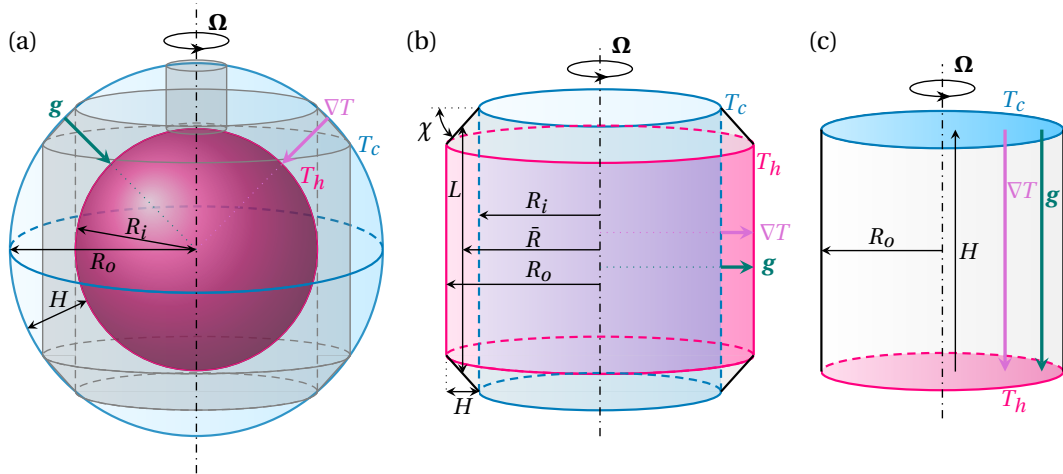 (a)
Ω
g
∇T
T_c
T_h
R_i
R_o
H
(b)
Ω
χ
T_c
T_h
L
R_i
R̄
R_o
∇T
g
H
(c)
Ω
T_c
∇T
g
R_o
H
T_h